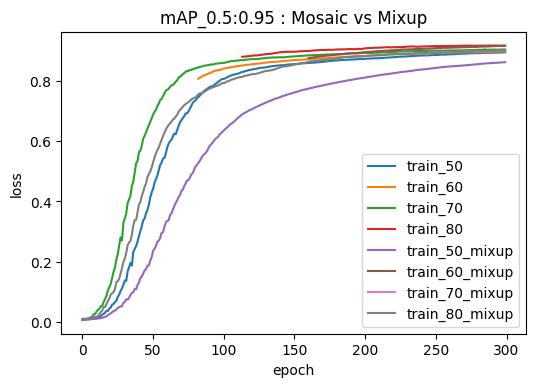 mAP_0.5:0.95 : Mosaic vs Mixup
loss
0.8
0.6
0.4
0.2
0.0
train_50
train_60
train_70
train_80
train_50_mixup
train_60_mixup
train_70_mixup
train_80_mixup
0 50 100 150 200 250 300
epoch